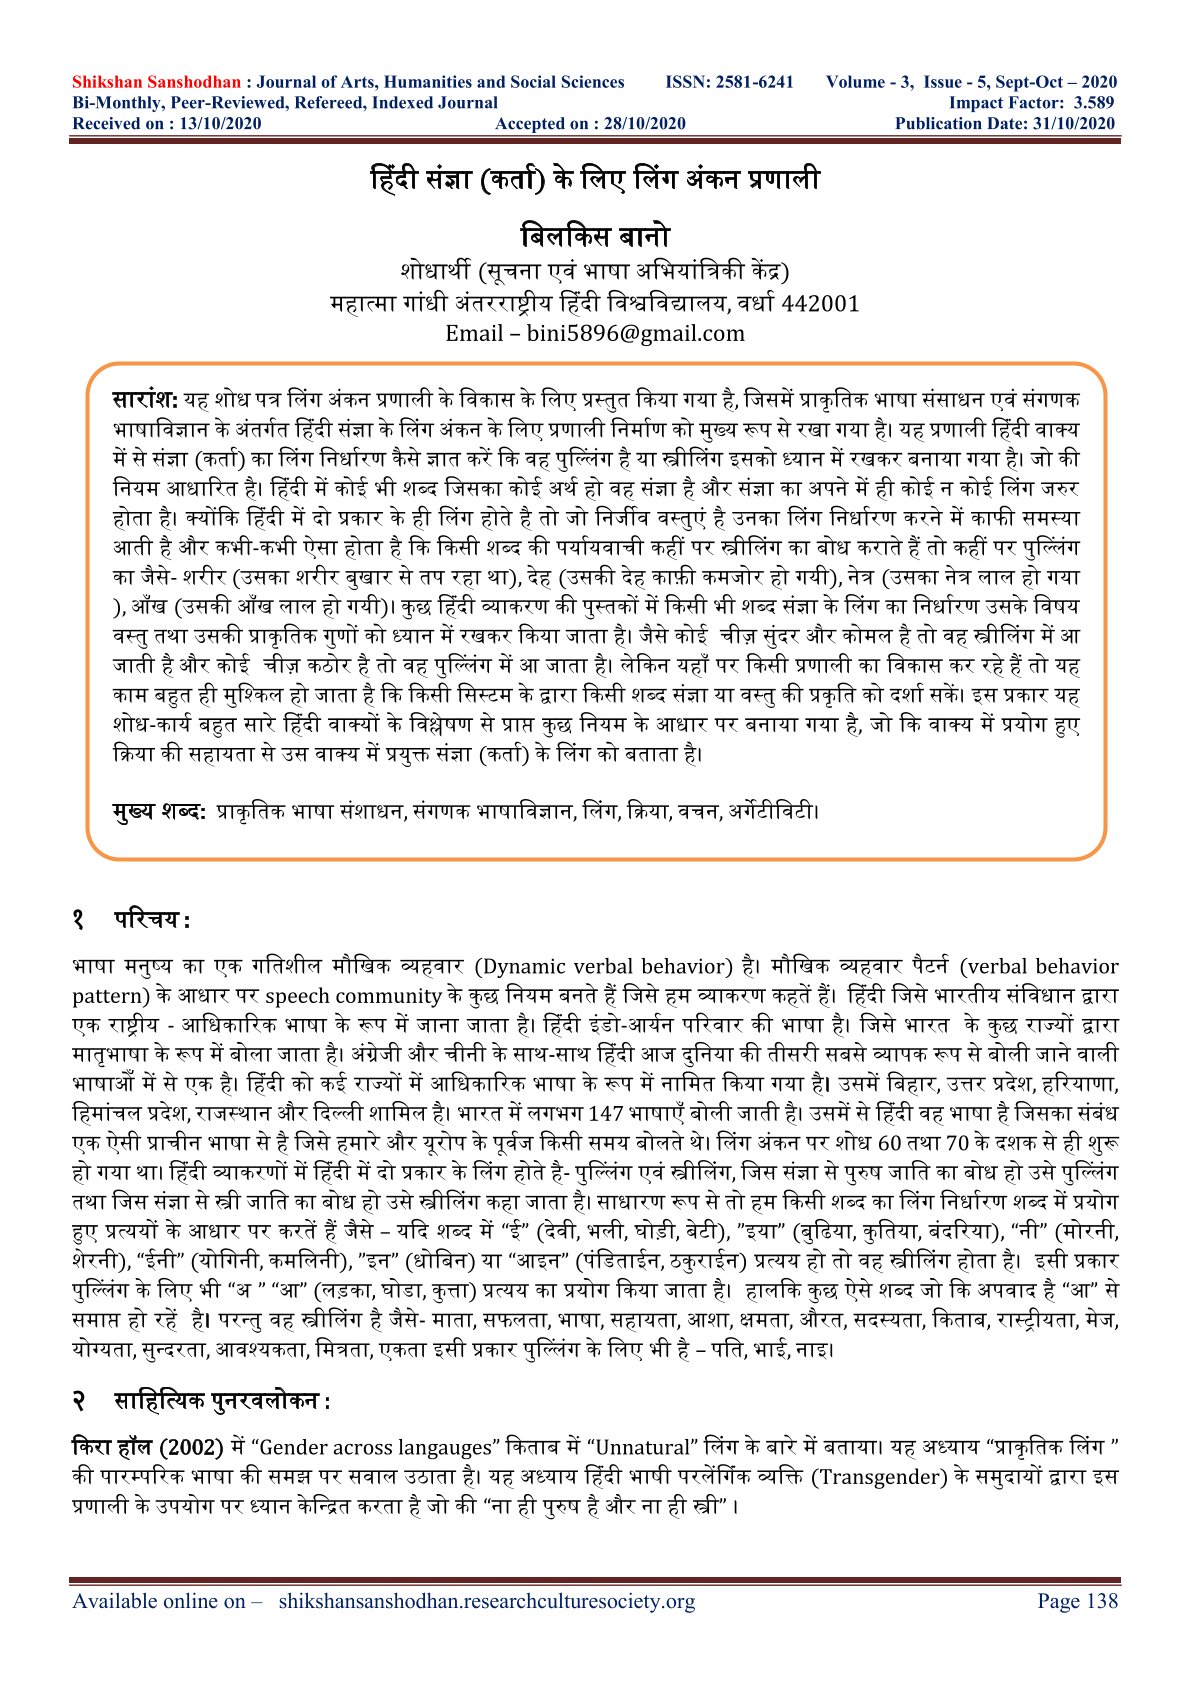 Shikshan Sanshodhan : Journal of Arts, Humanities and Social Sciences ISSN: 2581-6241 Volume - 3, Issue - 5, Sept-Oct – 2020
Bi-Monthly, Peer-Reviewed, Refereed, Indexed Journal Impact Factor: 3.589
Received on : 13/10/2020 Accepted on : 28/10/2020 Publication Date: 31/10/2020
हिंदी संज्ञा (कर्ता) के लिए लिंग अंकन प्रणाली
बिलकिस बानो
शोधार्थी (सूचना एवं भाषा अभियांत्रिकी केंद्र)
महात्मा गांधी अंतरराष्ट्रीय हिंदी विश्वविद्यालय, वर्धा 442001
Email – bini5896@gmail.com
सारांश: यह शोध पत्र लिंग अंकन प्रणाली के विकास के लिए प्रस्तुत किया गया है, जिसमें प्राकृतिक भाषा संसाधन एवं संगणक
भाषाविज्ञान के अंतर्गत हिंदी संज्ञा के लिंग अंकन के लिए प्रणाली निर्माण को मुख्य रूप से रखा गया है। यह प्रणाली हिंदी वाक्य
में से संज्ञा (कर्ता) का लिंग निर्धारण कैसे ज्ञात करें कि वह पुल्लिंग है या स्त्रीलिंग इसको ध्यान में रखकर बनाया गया है। जो की
नियम आधारित है। हिंदी में कोई भी शब्द जिसका कोई अर्थ हो वह संज्ञा है और संज्ञा का अपने में ही कोई न कोई लिंग जरुर
होता है। क्योंकि हिंदी में दो प्रकार के ही लिंग होते है तो जो निर्जीव वस्तुएं है उनका लिंग निर्धारण करने में काफी समस्या
आती है और कभी-कभी ऐसा होता है कि किसी शब्द की पर्यायवाची कहीं पर स्त्रीलिंग का बोध कराते हैं तो कहीं पर पुल्लिंग
का जैसे- शरीर (उसका शरीर बुखार से तप रहा था), देह (उसकी देह काफ़ी कमजोर हो गयी), नेत्र (उसका नेत्र लाल हो गया
), आँख (उसकी आँख लाल हो गयी)। कुछ हिंदी व्याकरण की पुस्तकों में किसी भी शब्द संज्ञा के लिंग का निर्धारण उसके विषय
वस्तु तथा उसकी प्राकृतिक गुणों को ध्यान में रखकर किया जाता है। जैसे कोई चीज़ सुंदर और कोमल है तो वह स्त्रीलिंग में आ
जाती है और कोई चीज़ कठोर है तो वह पुल्लिंग में आ जाता है। लेकिन यहाँ पर किसी प्रणाली का विकास कर रहे हैं तो यह
काम बहुत ही मुश्किल हो जाता है कि किसी सिस्टम के द्वारा किसी शब्द संज्ञा या वस्तु की प्रकृति को दर्शा सकें। इस प्रकार यह
शोध-कार्य बहुत सारे हिंदी वाक्यों के विश्लेषण से प्राप्त कुछ नियम के आधार पर बनाया गया है, जो कि वाक्य में प्रयोग हुए
क्रिया की सहायता से उस वाक्य में प्रयुक्त संज्ञा (कर्ता) के लिंग को बताता है।
मुख्य शब्द: प्राकृतिक भाषा संशाधन, संगणक भाषाविज्ञान, लिंग, क्रिया, वचन, अर्गेटीविटी।
१ परिचय :
भाषा मनुष्य का एक गतिशील मौखिक व्यहवार (Dynamic verbal behavior) है। मौखिक व्यहवार पैटर्न (verbal behavior
pattern) के आधार पर speech community के कुछ नियम बनते हैं जिसे हम व्याकरण कहतें हैं। हिंदी जिसे भारतीय संविधान द्वारा
एक राष्ट्रीय - आधिकारिक भाषा के रूप में जाना जाता है। हिंदी इंडो-आर्यन परिवार की भाषा है। जिसे भारत के कुछ राज्यों द्वारा
मातृभाषा के रूप में बोला जाता है। अंग्रेजी और चीनी के साथ-साथ हिंदी आज दुनिया की तीसरी सबसे व्यापक रूप से बोली जाने वाली
भाषाओँ में से एक है। हिंदी को कई राज्यों में आधिकारिक भाषा के रूप में नामित किया गया है। उसमें बिहार, उत्तर प्रदेश, हरियाणा,
हिमांचल प्रदेश, राजस्थान और दिल्ली शामिल है। भारत में लगभग 147 भाषाएँ बोली जाती है। उसमें से हिंदी वह भाषा है जिसका संबंध
एक ऐसी प्राचीन भाषा से है जिसे हमारे और यूरोप के पूर्वज किसी समय बोलते थे। लिंग अंकन पर शोध 60 तथा 70 के दशक से ही शुरू
हो गया था। हिंदी व्याकरणों में हिंदी में दो प्रकार के लिंग होते है- पुल्लिंग एवं स्त्रीलिंग, जिस संज्ञा से पुरुष जाति का बोध हो उसे पुल्लिंग
तथा जिस संज्ञा से स्त्री जाति का बोध हो उसे स्त्रीलिंग कहा जाता है। साधारण रूप से तो हम किसी शब्द का लिंग निर्धारण शब्द में प्रयोग
हुए प्रत्ययों के आधार पर करतें हैं जैसे – यदि शब्द में “ई” (देवी, भली, घोड़ी, बेटी), ”इया” (बुढिया, कुतिया, बंदरिया), “नी” (मोरनी,
शेरनी), “ईनी” (योगिनी, कमलिनी), ”इन” (धोबिन) या “आइन” (पंडिताईन, ठकुराईन) प्रत्यय हो तो वह स्त्रीलिंग होता है। इसी प्रकार
पुल्लिंग के लिए भी “अ ” “आ” (लड़का, घोडा, कुत्ता) प्रत्यय का प्रयोग किया जाता है। हालकि कुछ ऐसे शब्द जो कि अपवाद है “आ” से
समाप्त हो रहें है। परन्तु वह स्त्रीलिंग है जैसे- माता, सफलता, भाषा, सहायता, आशा, क्षमता, औरत, सदस्यता, किताब, रास्ट्रीयता, मेज,
योग्यता, सुन्दरता, आवश्यकता, मित्रता, एकता इसी प्रकार पुल्लिंग के लिए भी है – पति, भाई, नाइ।
२ साहित्यिक पुनरवलोकन :
किरा हॉल (2002) में “Gender across langauges” किताब में “Unnatural” लिंग के बारे में बताया। यह अध्याय “प्राकृतिक लिंग ”
की पारम्परिक भाषा की समझ पर सवाल उठाता है। यह अध्याय हिंदी भाषी परलेंगिंक व्यक्ति (Transgender) के समुदायों द्वारा इस
प्रणाली के उपयोग पर ध्यान केन्द्रित करता है जो की “ना ही पुरुष है और ना ही स्त्री” ।
Available online on – shikshansanshodhan.researchculturesociety.org Page 138